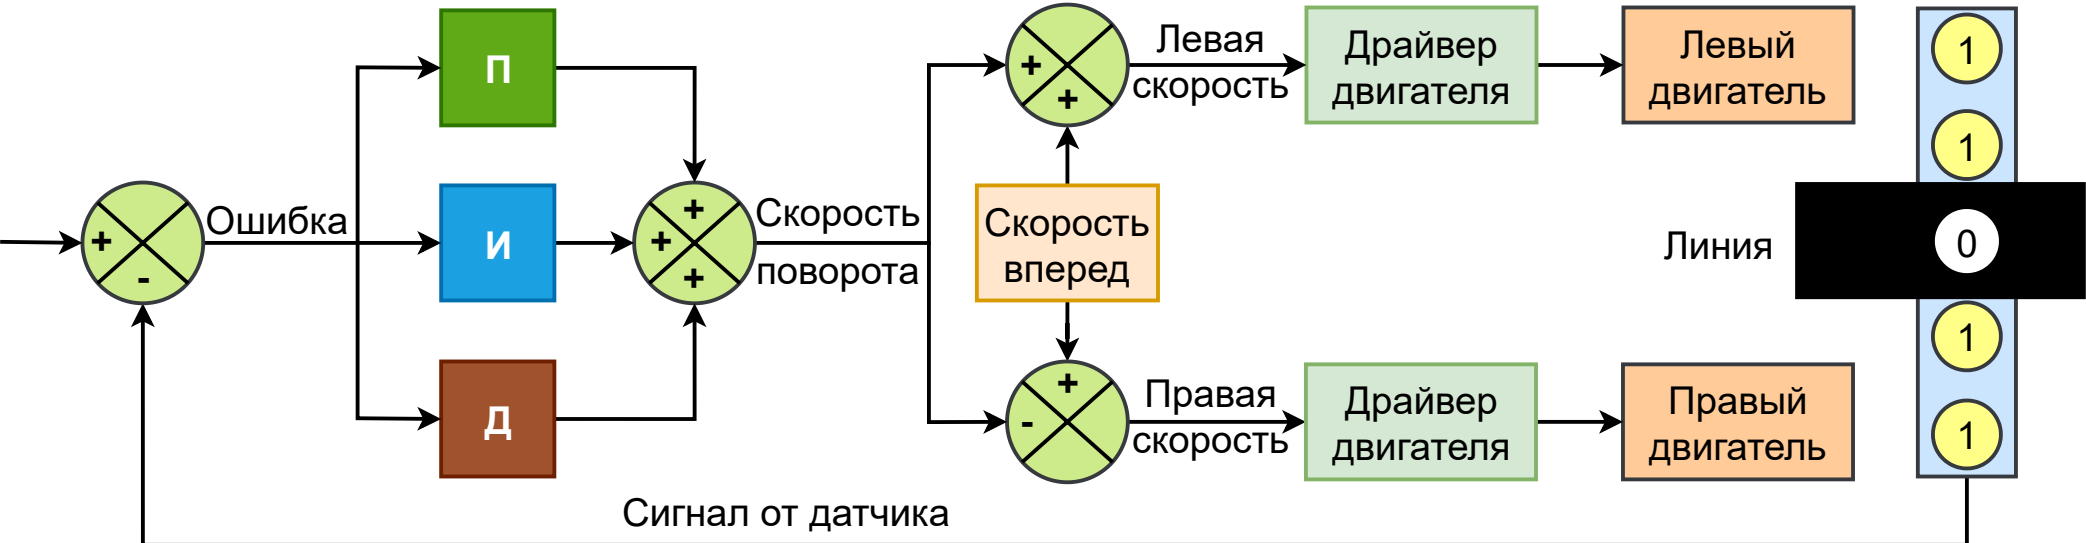 П
И
Д
+
-
Ошибка
+
+
+
Скорость
поворота
+
+
Скорость
вперед
+
-
Левая
скорость
Правая
скорость
Драйвер
двигателя
Левый
двигатель
Драйвер
двигателя
Правый
двигатель
Линия
1
1
0
1
1
Сигнал от датчика